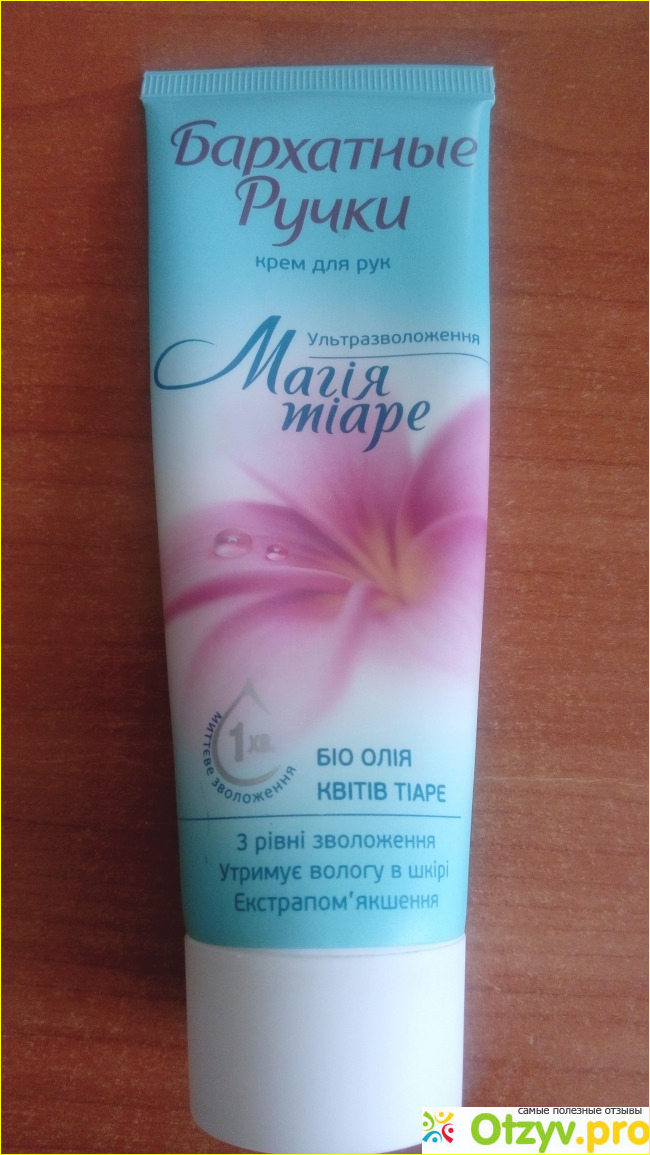 Бархатные
Ручки
крем для рук
Ультразволоження
Магія
тіаре
1 ХВ.
миттєве зволоження
БІО ОЛІЯ
КВІТІВ ТІАРЕ
3 рівні зволоження
Утримує вологу в шкірі
Екстрапом'якшення
самые полезные отзывы
Otzyv.pro